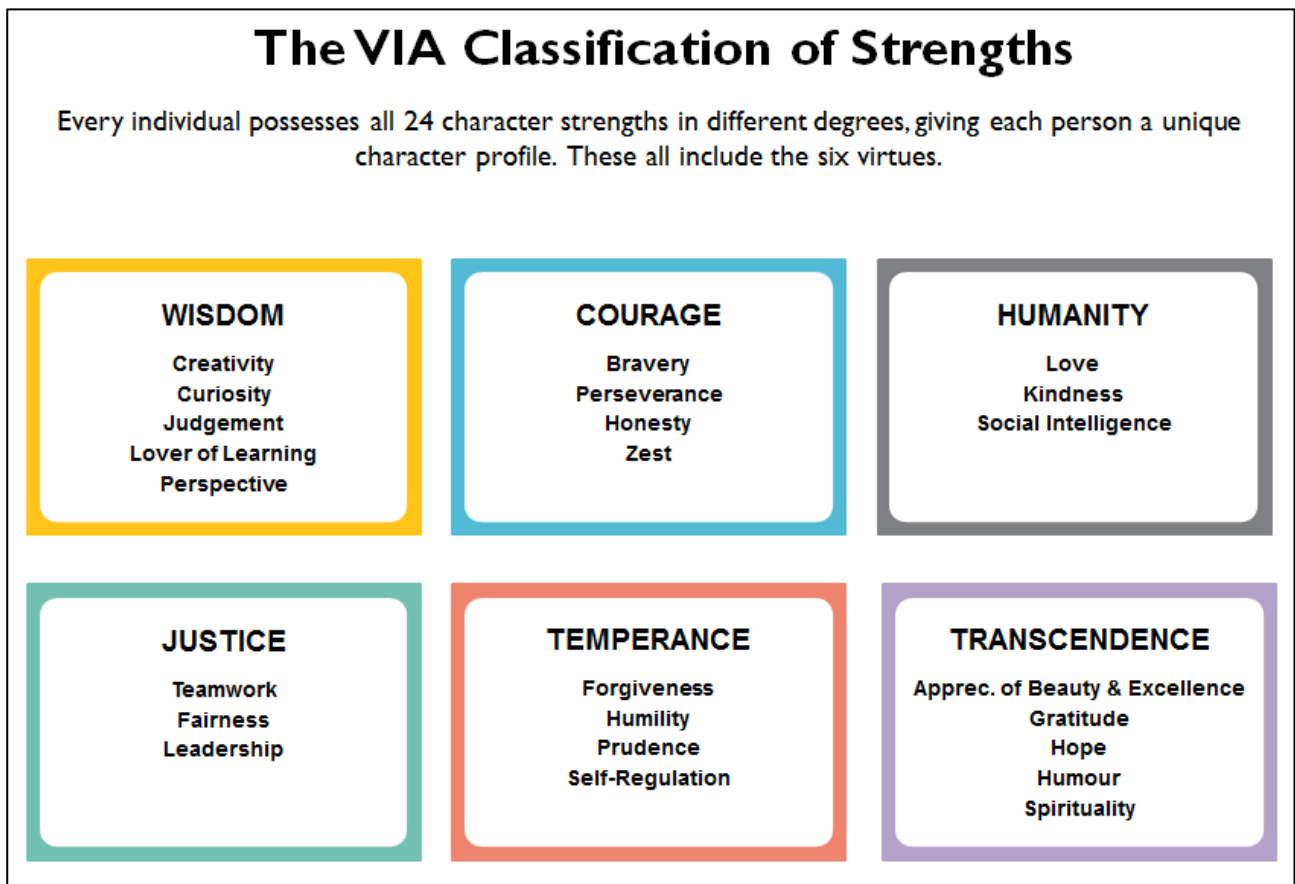 The VIA Classification of Strengths
Every individual possesses all 24 character strengths in different degrees, giving each person a unique
character profile. These all include the six virtues.
WISDOM
Creativity
Curiosity
Judgement
Lover of Learning
Perspective
COURAGE
Bravery
Perseverance
Honesty
Zest
HUMANITY
Love
Kindness
Social Intelligence
JUSTICE
Teamwork
Fairness
Leadership
TEMPERANCE
Forgiveness
Humility
Prudence
Self-Regulation
TRANSCENDENCE
Apprec. of Beauty & Excellence
Gratitude
Hope
Humour
Spirituality